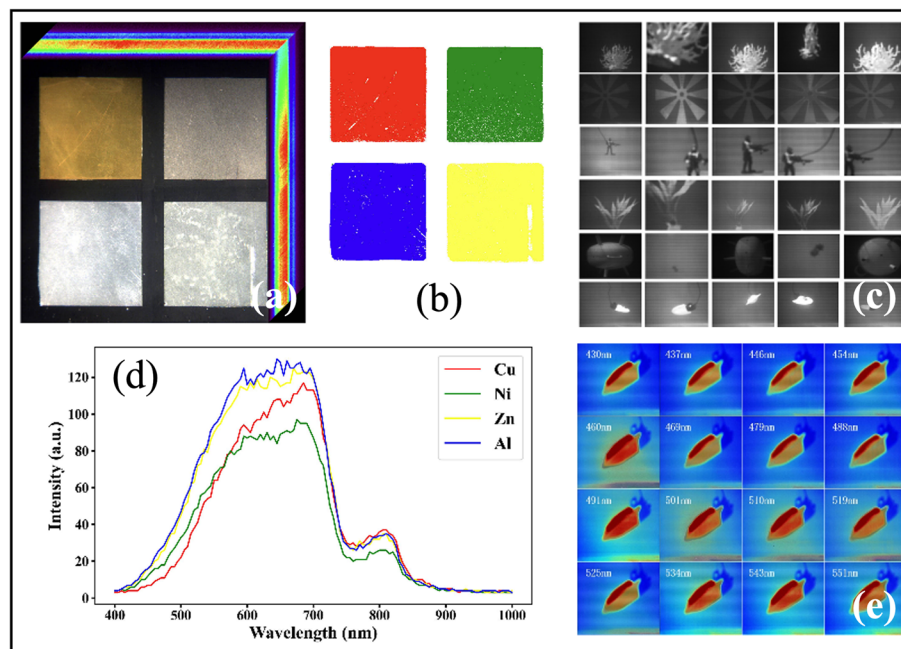 (a)
(b)
(c)
(d)
Cu
Ni
Zn
Al
120
100
80
60
40
20
0
Intensity (a.u.)
400 500 600 700 800 900 1000
Wavelength (nm)
430nm 437nm 446nm 454nm
460nm 469nm 479nm 488nm
491nm 501nm 510nm 519nm
525nm 534nm 543nm 551nm
(e)